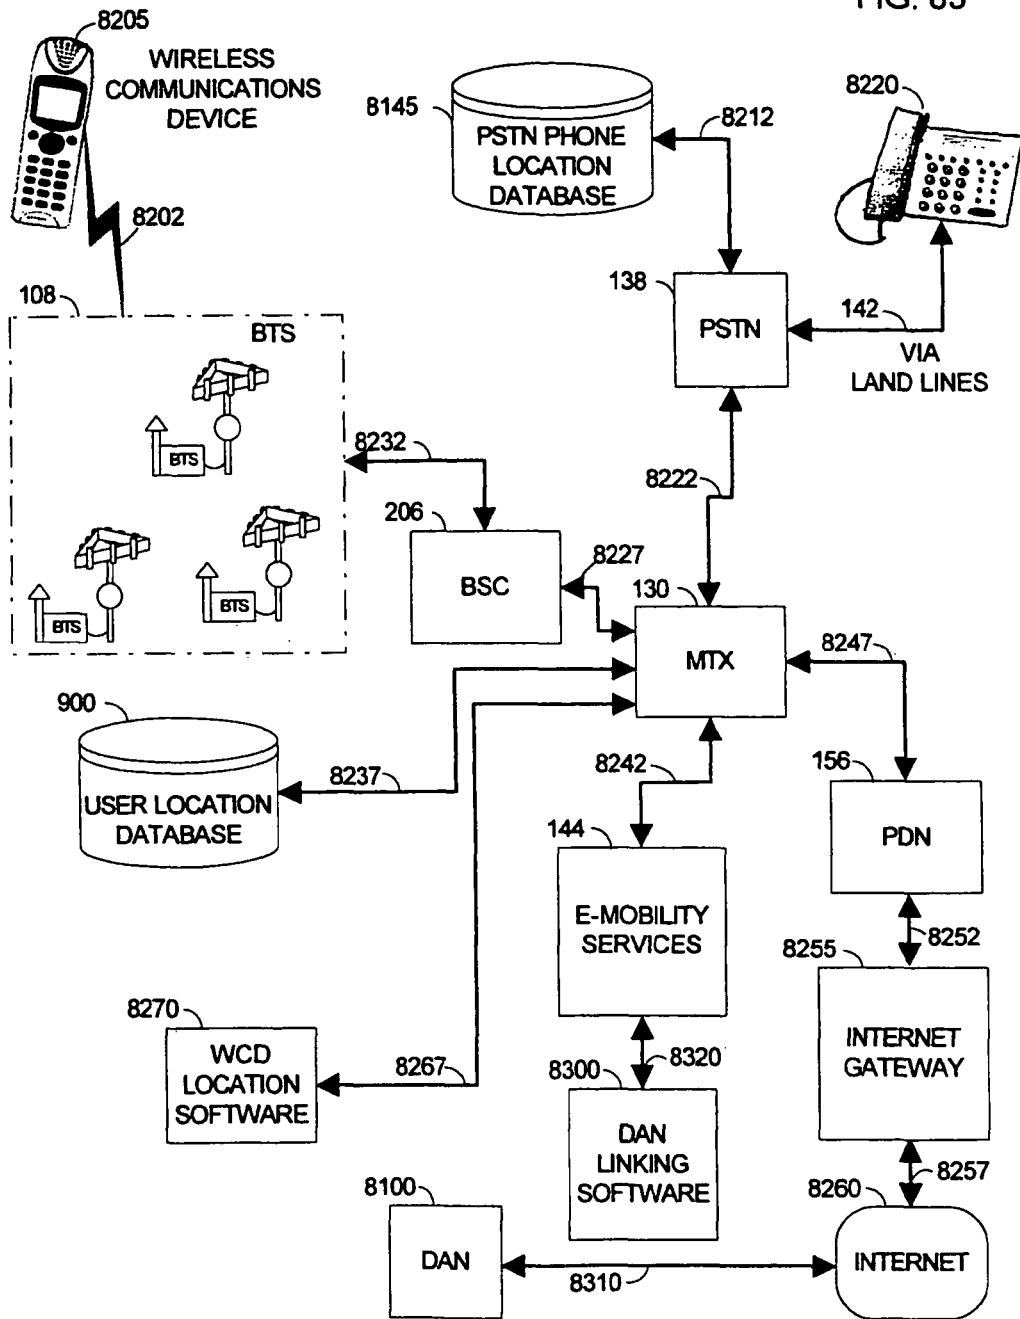 FIG. 83
8205
WIRELESS
COMMUNICATIONS
DEVICE
8202
8145
PSTN PHONE
LOCATION
DATABASE
8212
8220
138
PSTN
142
VIA
LAND LINES
108
BTS
BTS
BTS
BTS
8232
206
BSC
8227
8222
130
MTX
8247
900
USER LOCATION
DATABASE
8237
8242
144
E-MOBILITY
SERVICES
156
PDN
8252
8255
INTERNET
GATEWAY
8270
WCD
LOCATION
SOFTWARE
8267
8320
8300
DAN
LINKING
SOFTWARE
8257
8260
INTERNET
8100
DAN
8310